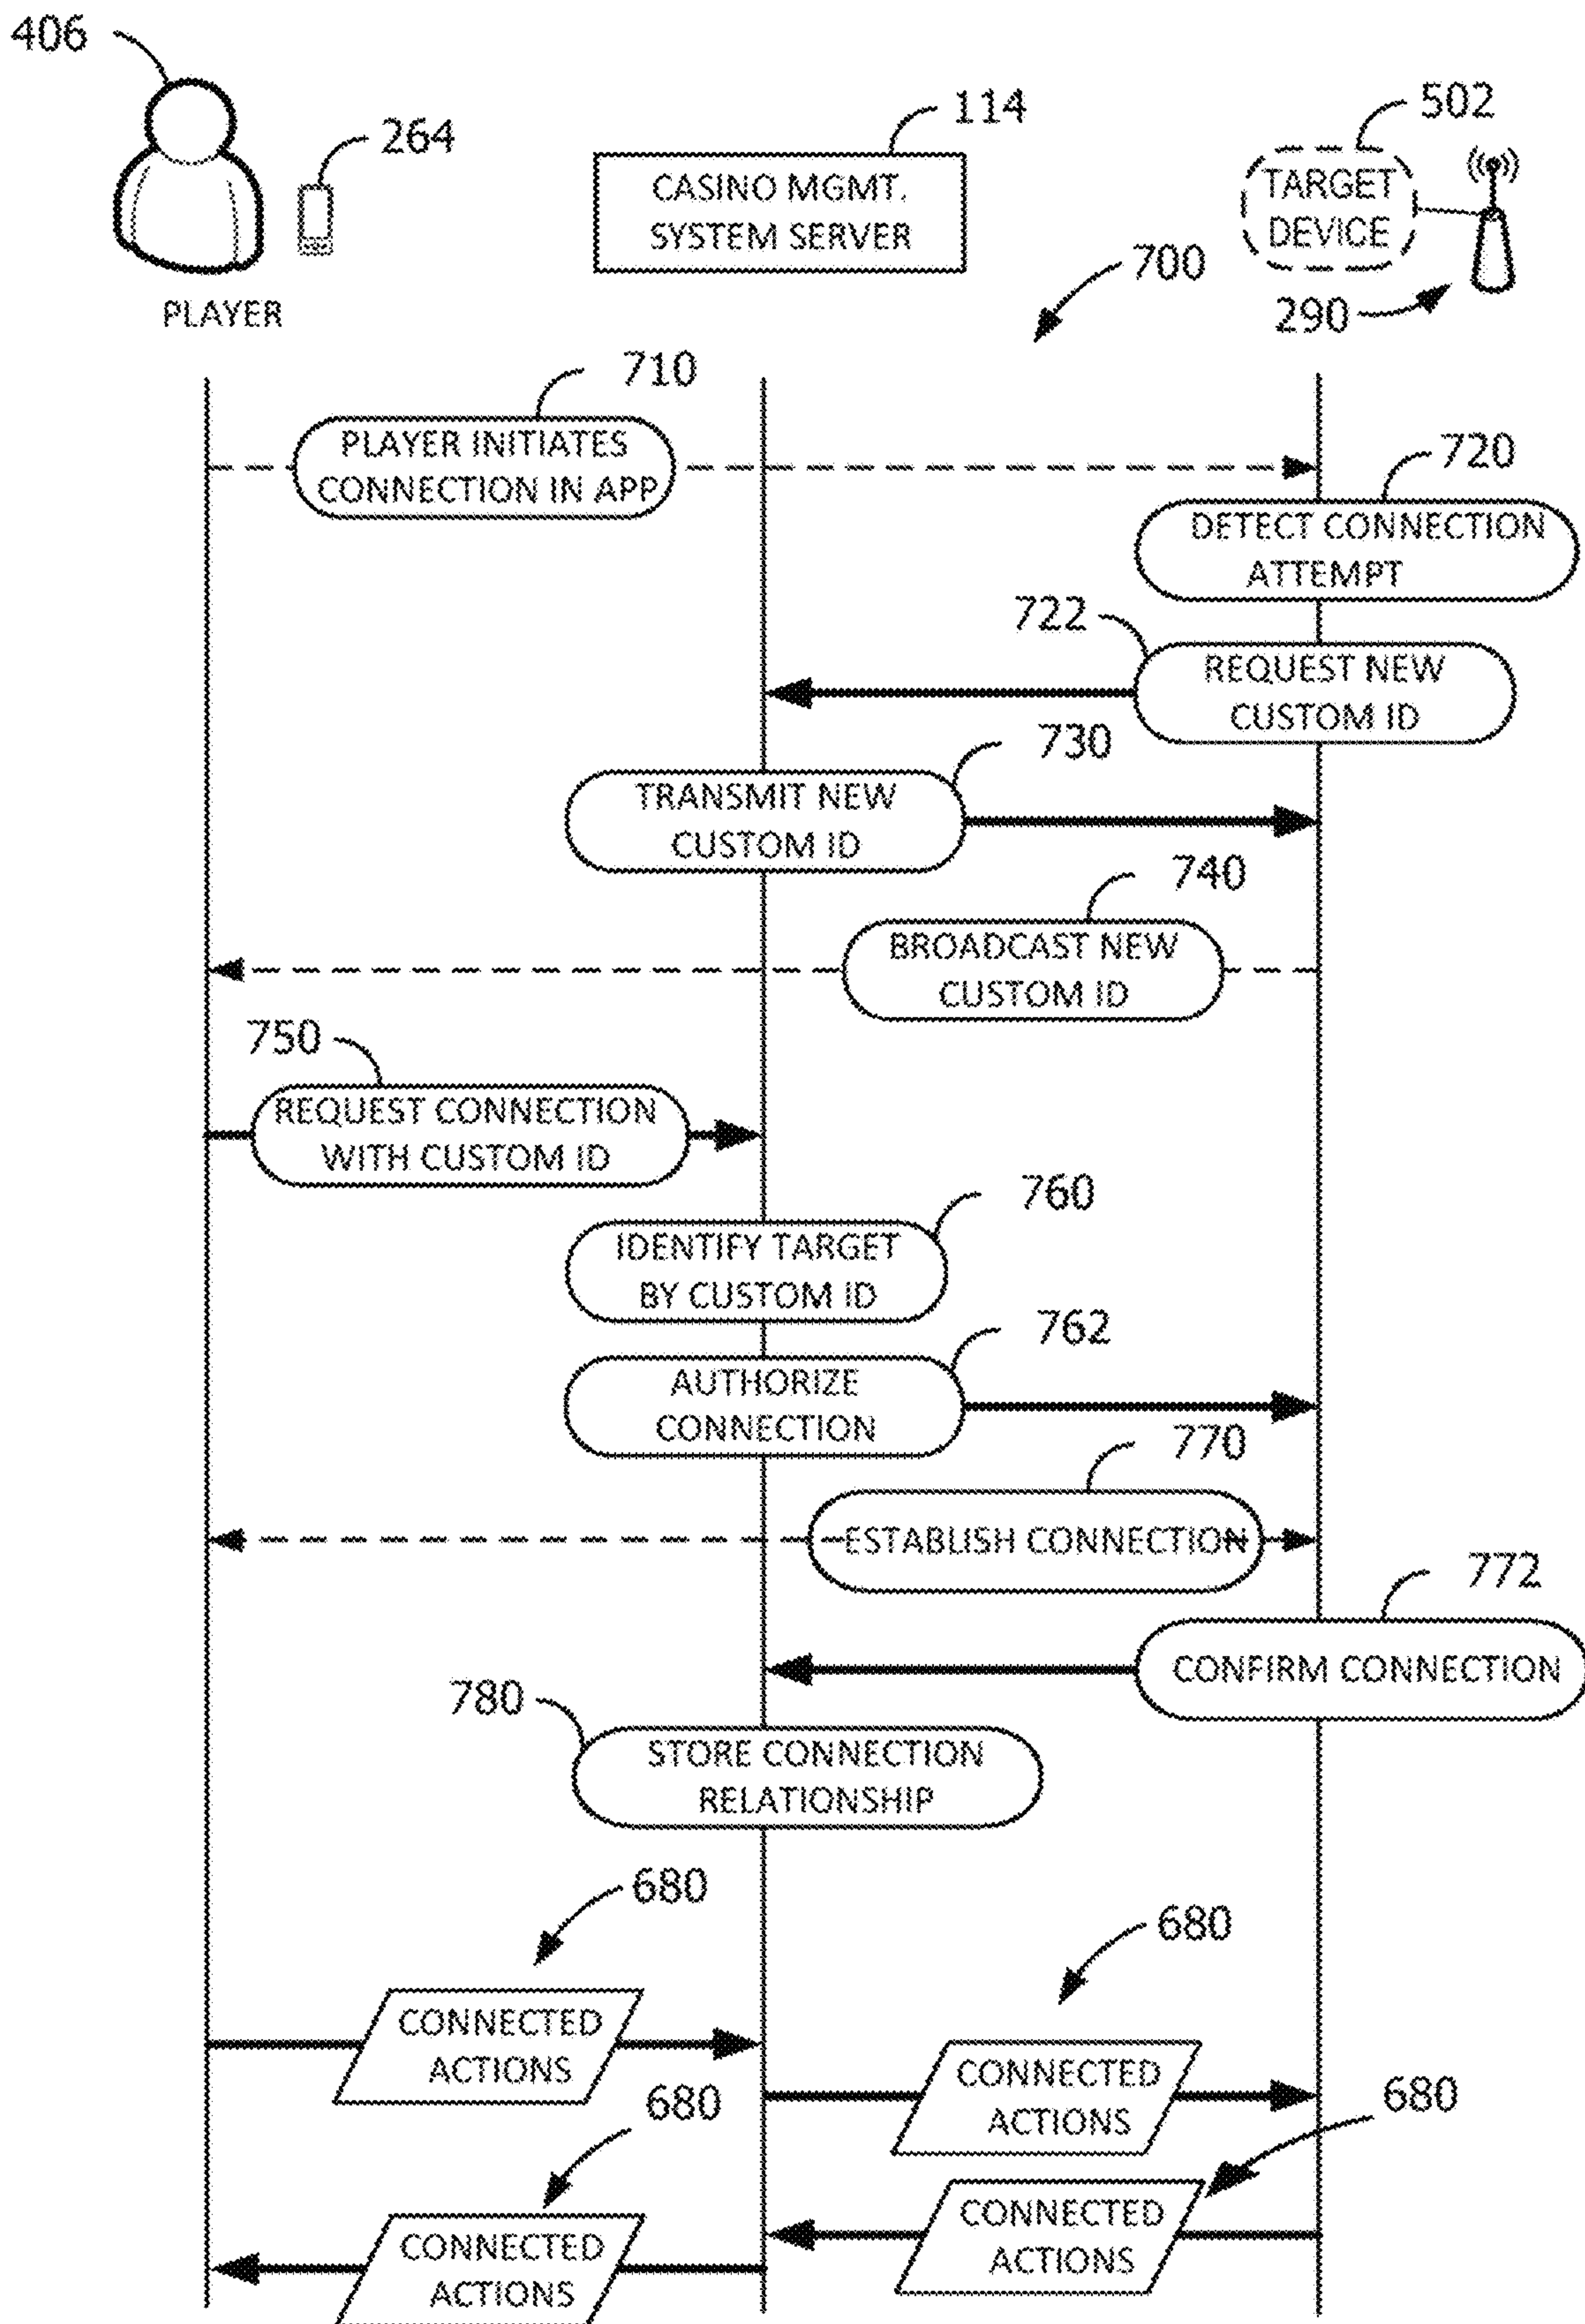 406
264
114
502
CASINO MGMT.
SYSTEM SERVER
TARGET
DEVICE
700
290
PLAYER
710
PLAYER INITIATES
CONNECTION IN APP
720
DETECT CONNECTION
ATTEMPT
722
REQUEST NEW
CUSTOM ID
730
TRANSMIT NEW
CUSTOM ID
740
BROADCAST NEW
CUSTOM ID
750
REQUEST CONNECTION
WITH CUSTOM ID
760
IDENTIFY TARGET
BY CUSTOM ID
762
AUTHORIZE
CONNECTION
770
ESTABLISH CONNECTION
772
CONFIRM CONNECTION
780
STORE CONNECTION
RELATIONSHIP
680
680
CONNECTED
ACTIONS
CONNECTED
ACTIONS
680
680
CONNECTED
ACTIONS
CONNECTED
ACTIONS